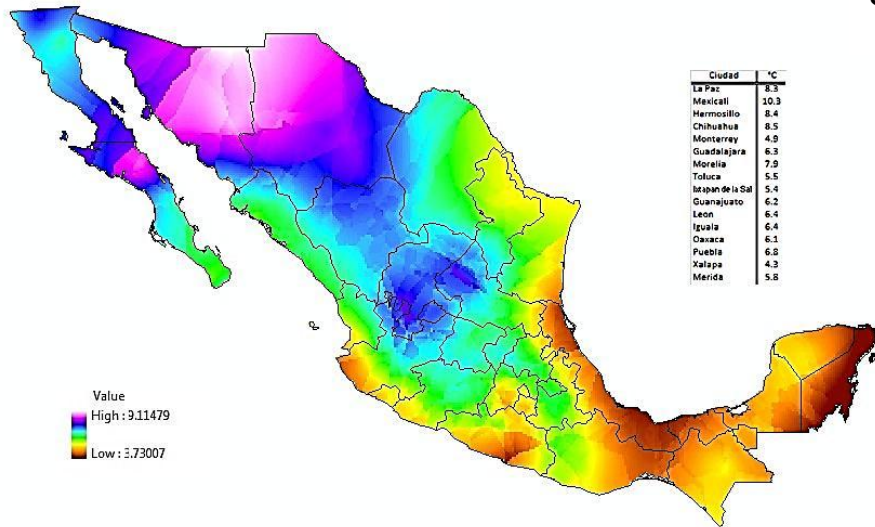 Ciudad °C
La Paz 8.3
Mexicali 10.3
Hermosillo 8.4
Chihuahua 8.5
Monterrey 4.9
Guadalajara 6.3
Morelia 7.9
Toluca 5.5
Ixtapan de la Sal 5.4
Guanajuato 6.2
Leon 6.4
Iguala 6.4
Oaxaca 6.1
Puebla 6.8
Xalapa 4.3
Merida 5.8
Value
High : 9.11479
Low : 3.73007